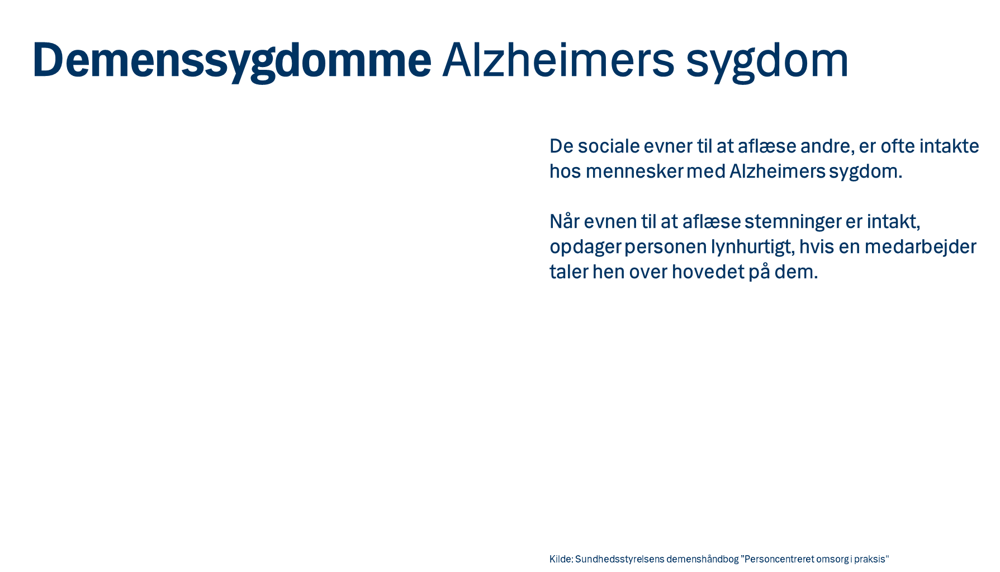 Demenssygdomme Alzheimers sygdom
De sociale evner til at aflæse andre, er ofte intakte
hos mennesker med Alzheimers sygdom.
Når evnen til at aflæse stemninger er intakt,
opdager personen lynhurtigt, hvis en medarbejder
taler hen over hovedet på dem.
Kilde: Sundhedsstyrelsens demenshåndbog ”Personcentreret omsorg i praksis"